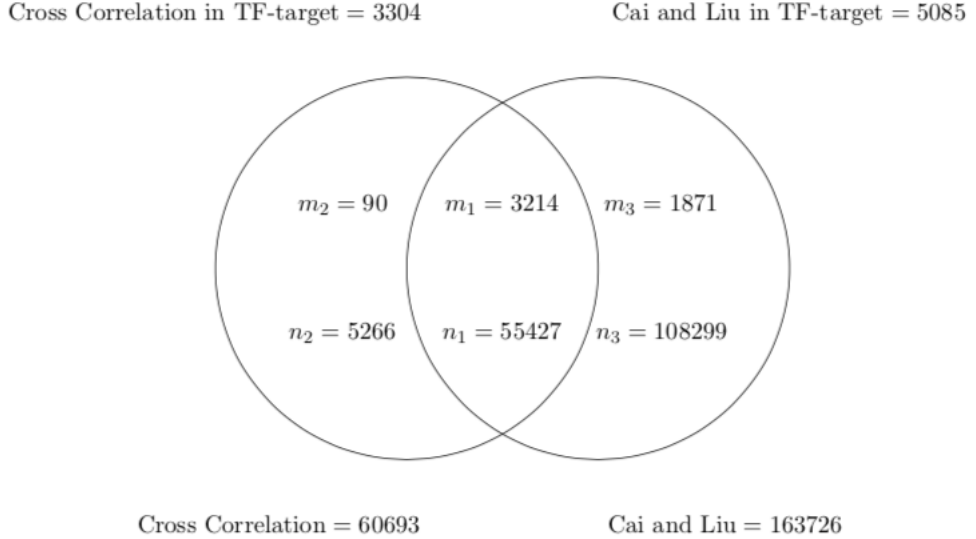 Cross Correlation in TF-target = 3304 Cai and Liu in TF-target = 5085
m₂ = 90 m₁ = 3214 m₃ = 1871
n₂ = 5266 n₁ = 55427 n₃ = 108299
Cross Correlation = 60693 Cai and Liu = 163726